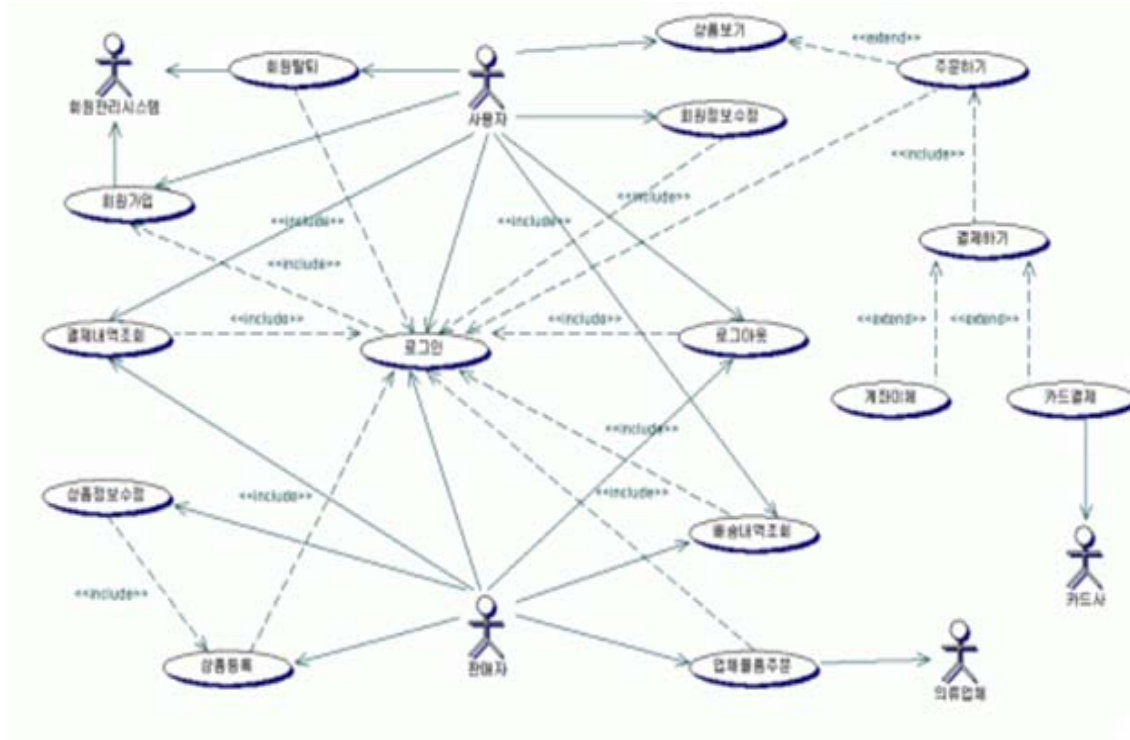 상품보기
<<extend>>
주문하기
회원탈퇴
회원관리시스템
사용자
회원정보수정
<<include>>
<<include>>
회원가입
<<include>>
<<include>>
결제하기
<<include>>
결제내역조회
<<include>>
로그인
<<include>>
로그아웃
<<extend>>
<<extend>>
계좌이체
카드결제
<<include>>
상품정보수정
<<include>>
<<include>>
배송내역조회
<<include>>
카드사
상품등록
판매자
업체물품주문
의류업체